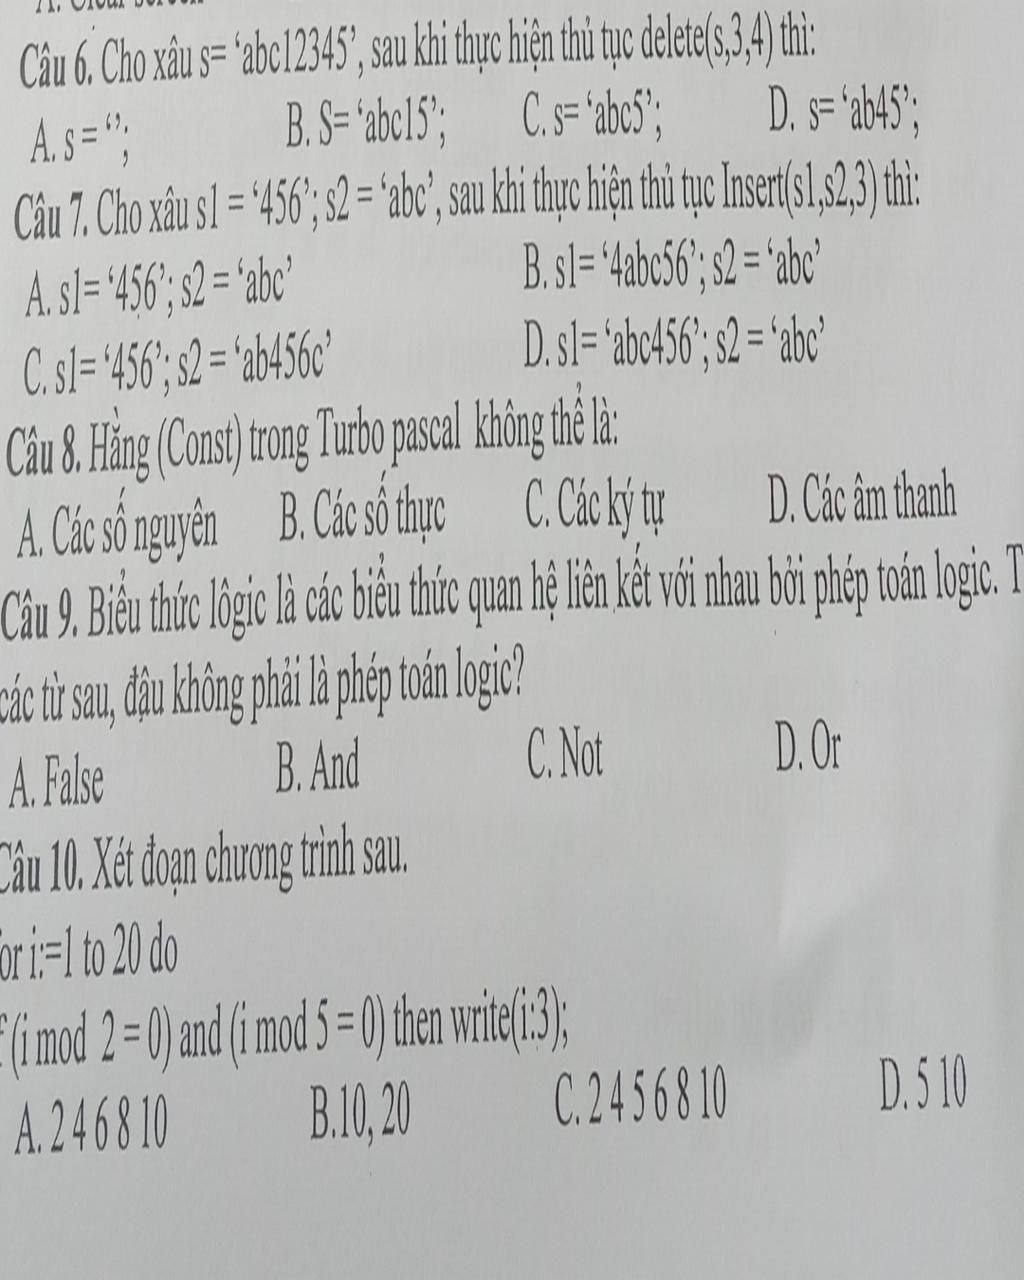 A. Clear screen
Câu 6. Cho xâu s= ‘abc12345’, sau khi thực hiện thủ tục delete(s,3,4) thì:
A. s = ‘’; B. S= ‘abc15’; C. s= ‘abc5’; D. s= ‘ab45’;
Câu 7. Cho xâu s1 = ‘456’; s2 = ‘abc’, sau khi thực hiện thủ tục Insert(s1,s2,3) thì:
A. s1= ‘456’; s2 = ‘abc’ B. s1= ‘4abc56’; s2 = ‘abc’
C. s1= ‘456’; s2 = ‘ab456c’ D. s1= ‘abc456’; s2 = ‘abc’
Câu 8. Hằng (Const) trong Turbo pascal không thể là:
A. Các số nguyên B. Các số thực C. Các ký tự D. Các âm thanh
Câu 9. Biểu thức lôgic là các biểu thức quan hệ liên kết với nhau bởi phép toán logic. T
các từ sau, đậu không phải là phép toán logic?
A. False B. And C. Not D. Or
Câu 10. Xét đoạn chương trình sau.
or i:=1 to 20 do
f (i mod 2 = 0) and (i mod 5 = 0) then write(i:3);
A. 2 4 6 8 10 B.10, 20 C. 2 4 5 6 8 10 D. 5 10